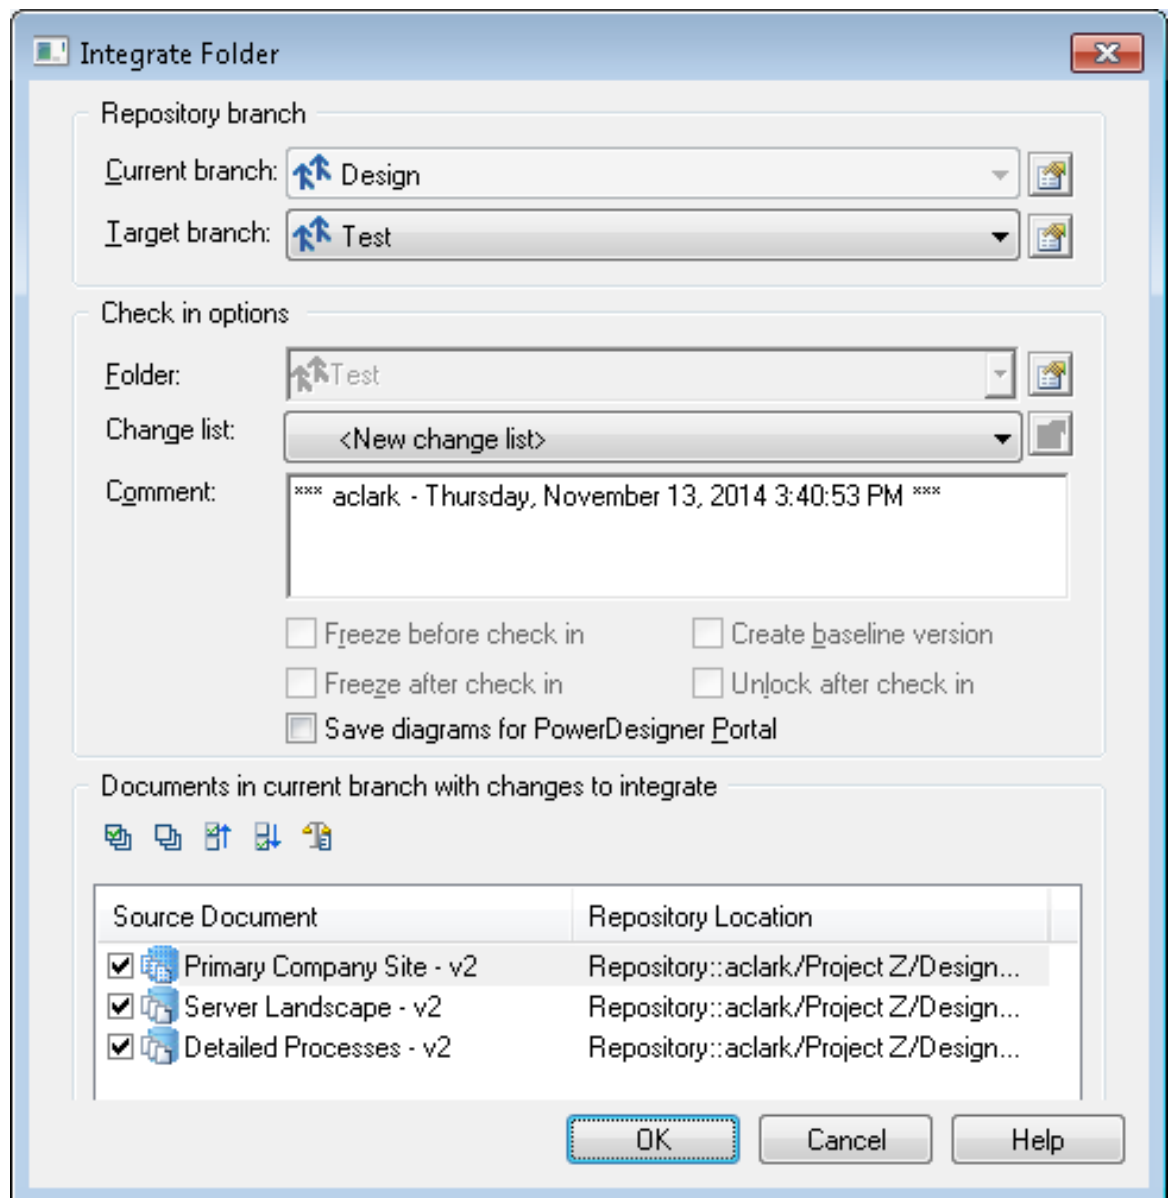 Integrate Folder
Repository branch
Current branch: Design
Target branch: Test
Check in options
Folder: Test
Change list: <New change list>
Comment: *** aclark - Thursday, November 13, 2014 3:40:53 PM ***
Freeze before check in Create baseline version
Freeze after check in Unlock after check in
Save diagrams for PowerDesigner Portal
Documents in current branch with changes to integrate
Source Document Repository Location
Primary Company Site - v2 Repository::aclark/Project Z/Design...
Server Landscape - v2 Repository::aclark/Project Z/Design...
Detailed Processes - v2 Repository::aclark/Project Z/Design...
OK Cancel Help